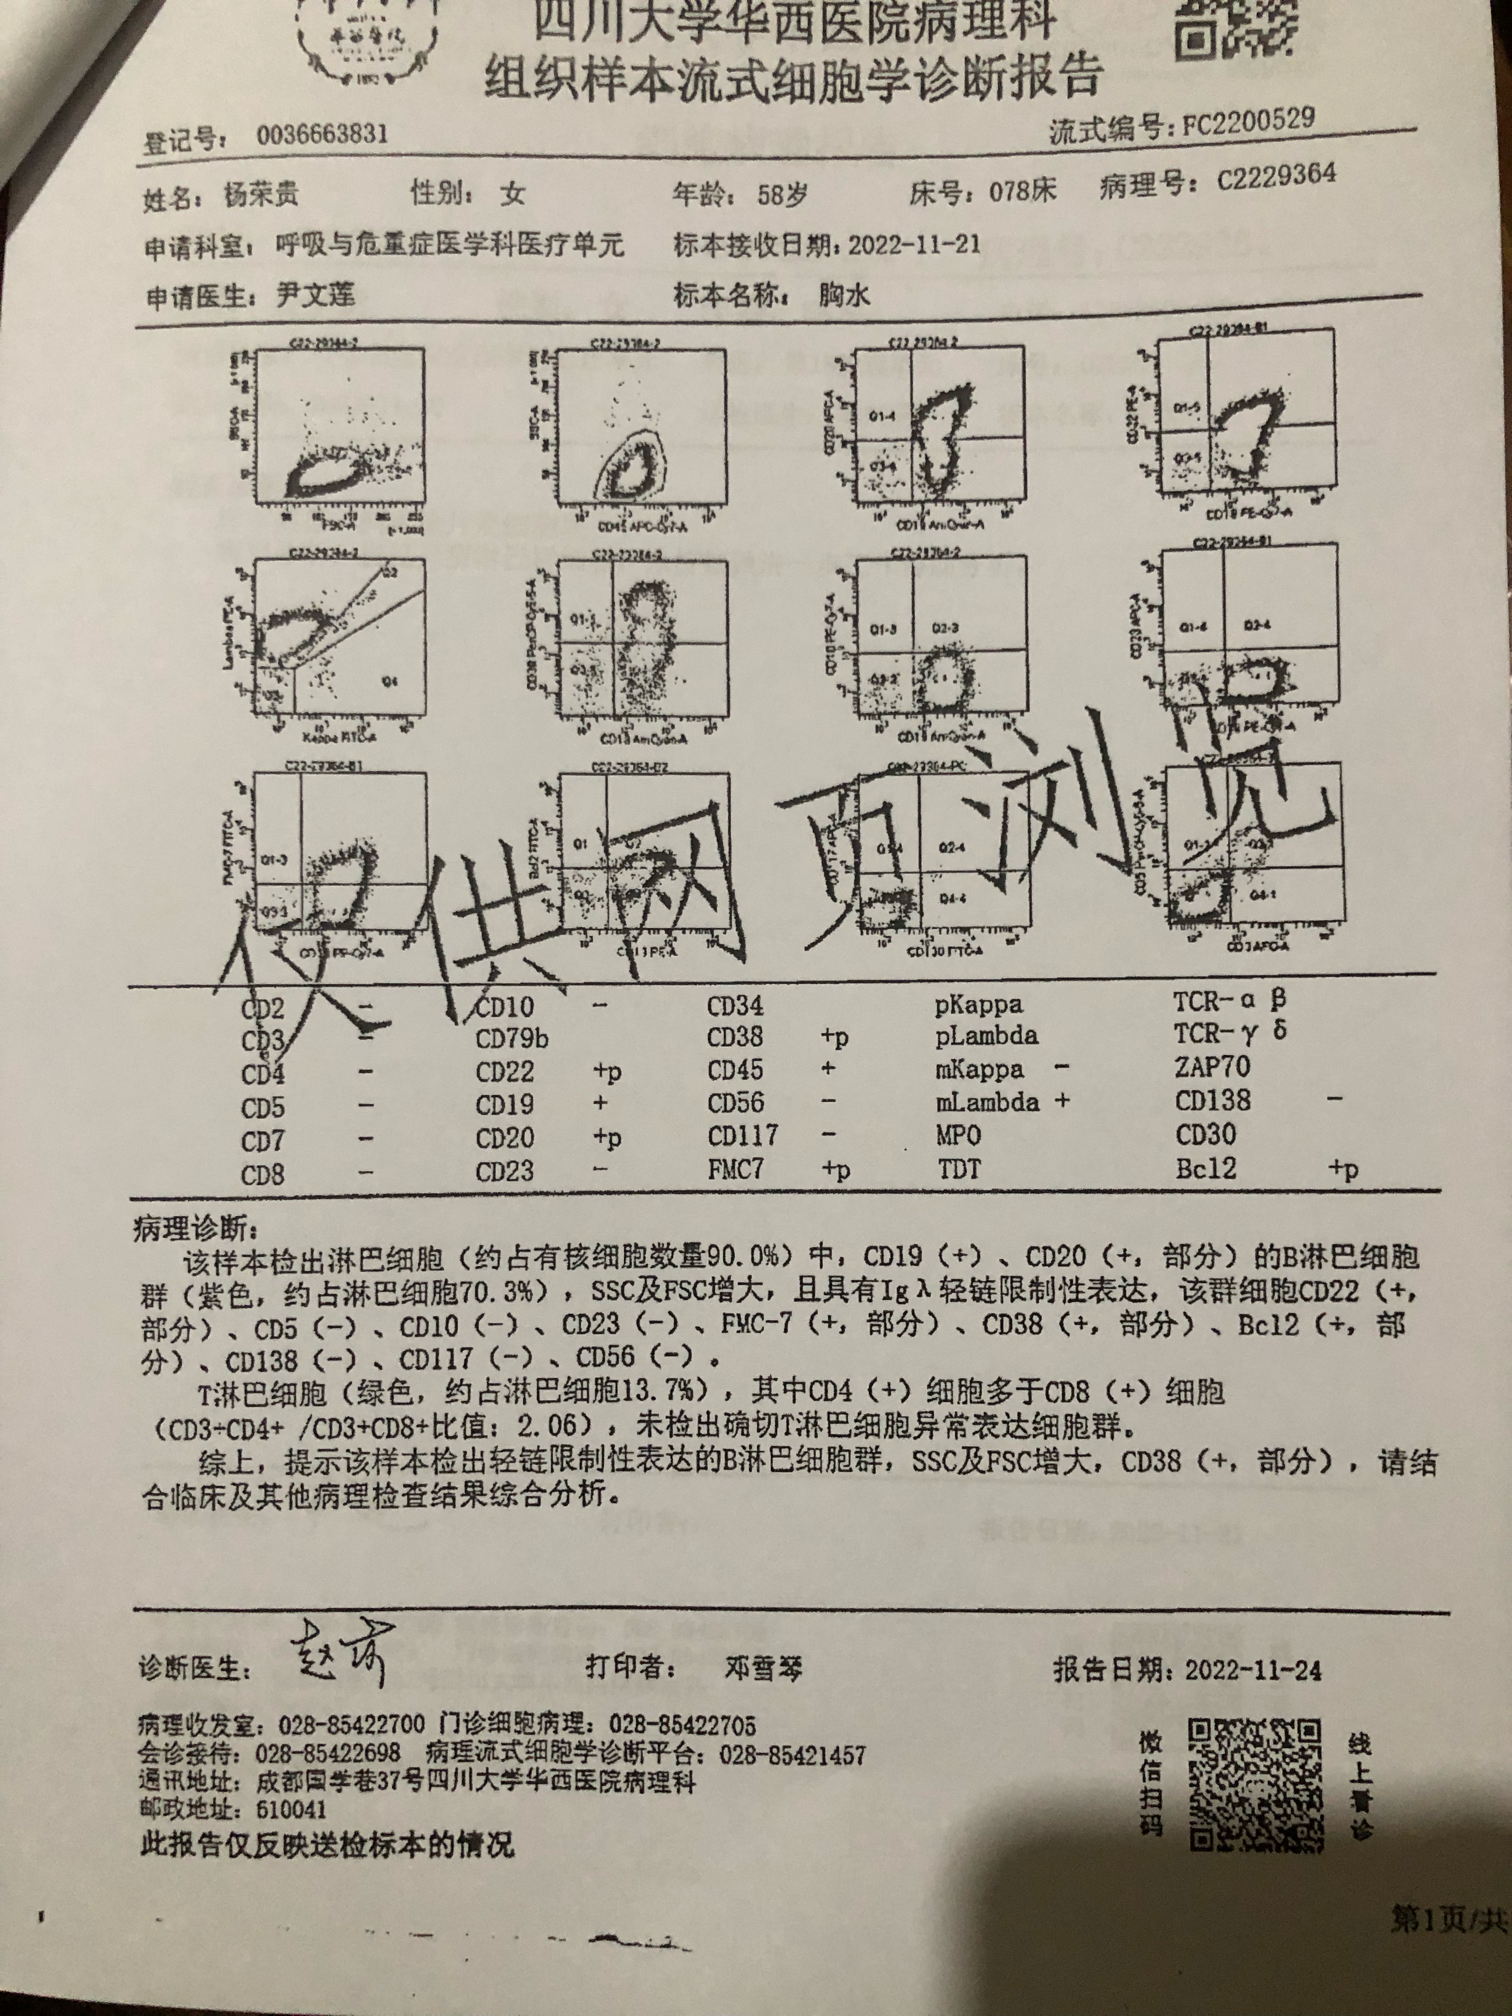 四川大学华西医院病理科
组织样本流式细胞学诊断报告
登记号： 0036663831 流式编号：FC2200529
姓名：杨荣贵 性别：女 年龄：58岁 床号：078床 病理号：C2229364
申请科室：呼吸与危重症医学科医疗单元 标本接收日期：2022-11-21
申请医生：尹文莲 标本名称：胸水
仅供网页浏览
CD2 - CD10 - CD34 pKappa TCR-α β
CD3 - CD79b CD38 +p pLambda TCR-γ δ
CD4 - CD22 +p CD45 + mKappa - ZAP70
CD5 - CD19 + CD56 - mLambda + CD138 -
CD7 - CD20 +p CD117 - MPO CD30
CD8 - CD23 - FMC7 +p TDT Bcl2 +p
病理诊断：
该样本检出淋巴细胞（约占有核细胞数量90.0%）中，CD19（+）、CD20（+，部分）的B淋巴细胞
群（紫色，约占淋巴细胞70.3%），SSC及FSC增大，且具有Igλ轻链限制性表达，该群细胞CD22（+，
部分）、CD5（-）、CD10（-）、CD23（-）、FMC-7（+，部分）、CD38（+，部分）、Bcl2（+，部
分）、CD138（-）、CD117（-）、CD56（-）。
T淋巴细胞（绿色，约占淋巴细胞13.7%），其中CD4（+）细胞多于CD8（+）细胞
（CD3+CD4+ /CD3+CD8+比值：2.06），未检出确切T淋巴细胞异常表达细胞群。
综上，提示该样本检出轻链限制性表达的B淋巴细胞群，SSC及FSC增大，CD38（+，部分），请结
合临床及其他病理检查结果综合分析。
诊断医生： 打印者： 邓雪琴 报告日期：2022-11-24
病理收发室：028-85422700 门诊细胞病理：028-85422705
会诊接待：028-85422698 病理流式细胞学诊断平台：028-85421457
通讯地址：成都国学巷37号四川大学华西医院病理科
邮政地址：610041
此报告仅反映送检标本的情况
微信扫码
线上看诊
第1页/共